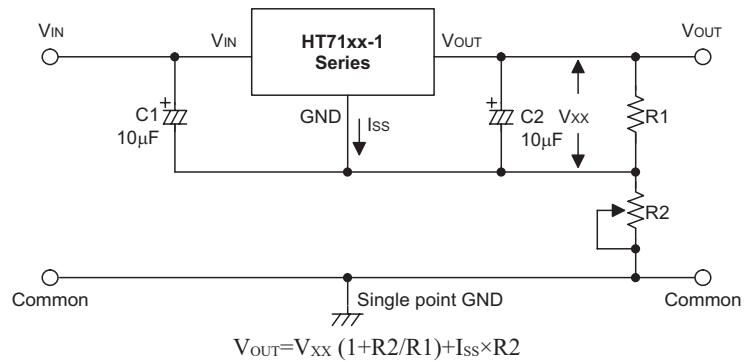 VIN
VIN
HT71xx-1
Series
VOUT
VOUT
C1
10μF
GND
ISS
C2
10μF
VXX
R1
R2
Common
Single point GND
Common
VOUT=VXX (1+R2/R1)+ISS×R2